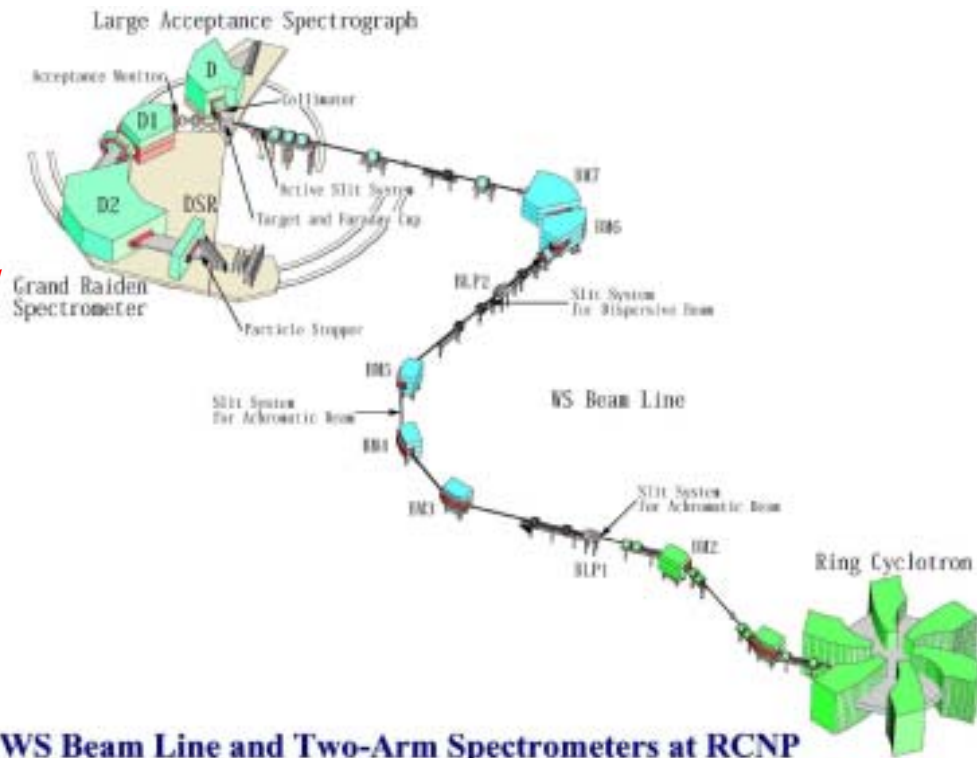 Large Acceptance Spectrograph
Acceptance Monitor
D
Collimator
D1
Active Slit System
D2
DSR
Target and Faraday Cup
Grand Raiden
Spectrometer
Particle Stopper
BM7
BM6
BLP2
Slit System
for Dispersive Beam
BM5
Slit System
for Achromatic Beam
WS Beam Line
BM4
BM3
Slit System
for Achromatic Beam
BM2
BLP1
Ring Cyclotron
WS Beam Line and Two-Arm Spectrometers at RCNP